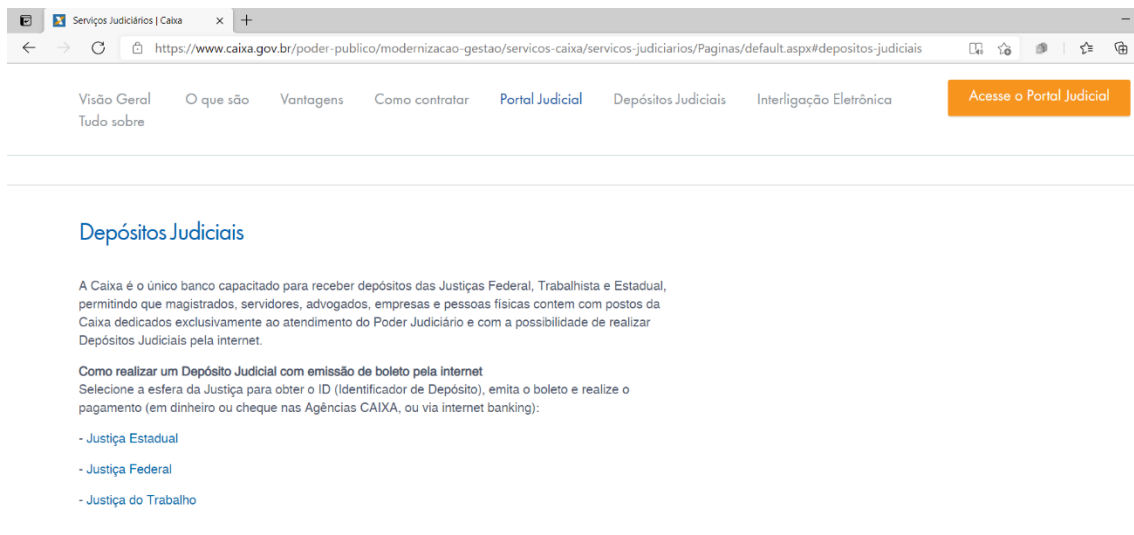 Serviços Judiciários | Caixa
https://www.caixa.gov.br/poder-publico/modernizacao-gestao/servicos-caixa/servicos-judiciarios/Paginas/default.aspx#depositos-judiciais
Visão Geral O que são Vantagens Como contratar Portal Judicial Depósitos Judiciais Interligação Eletrônica Acesse o Portal Judicial
Tudo sobre
Depósitos Judiciais
A Caixa é o único banco capacitado para receber depósitos das Justiças Federal, Trabalhista e Estadual,
permitindo que magistrados, servidores, advogados, empresas e pessoas físicas contem com postos da
Caixa dedicados exclusivamente ao atendimento do Poder Judiciário e com a possibilidade de realizar
Depósitos Judiciais pela internet.
Como realizar um Depósito Judicial com emissão de boleto pela internet
Selecione a esfera da Justiça para obter o ID (Identificador de Depósito), emita o boleto e realize o
pagamento (em dinheiro ou cheque nas Agências CAIXA, ou via internet banking):
- Justiça Estadual
- Justiça Federal
- Justiça do Trabalho